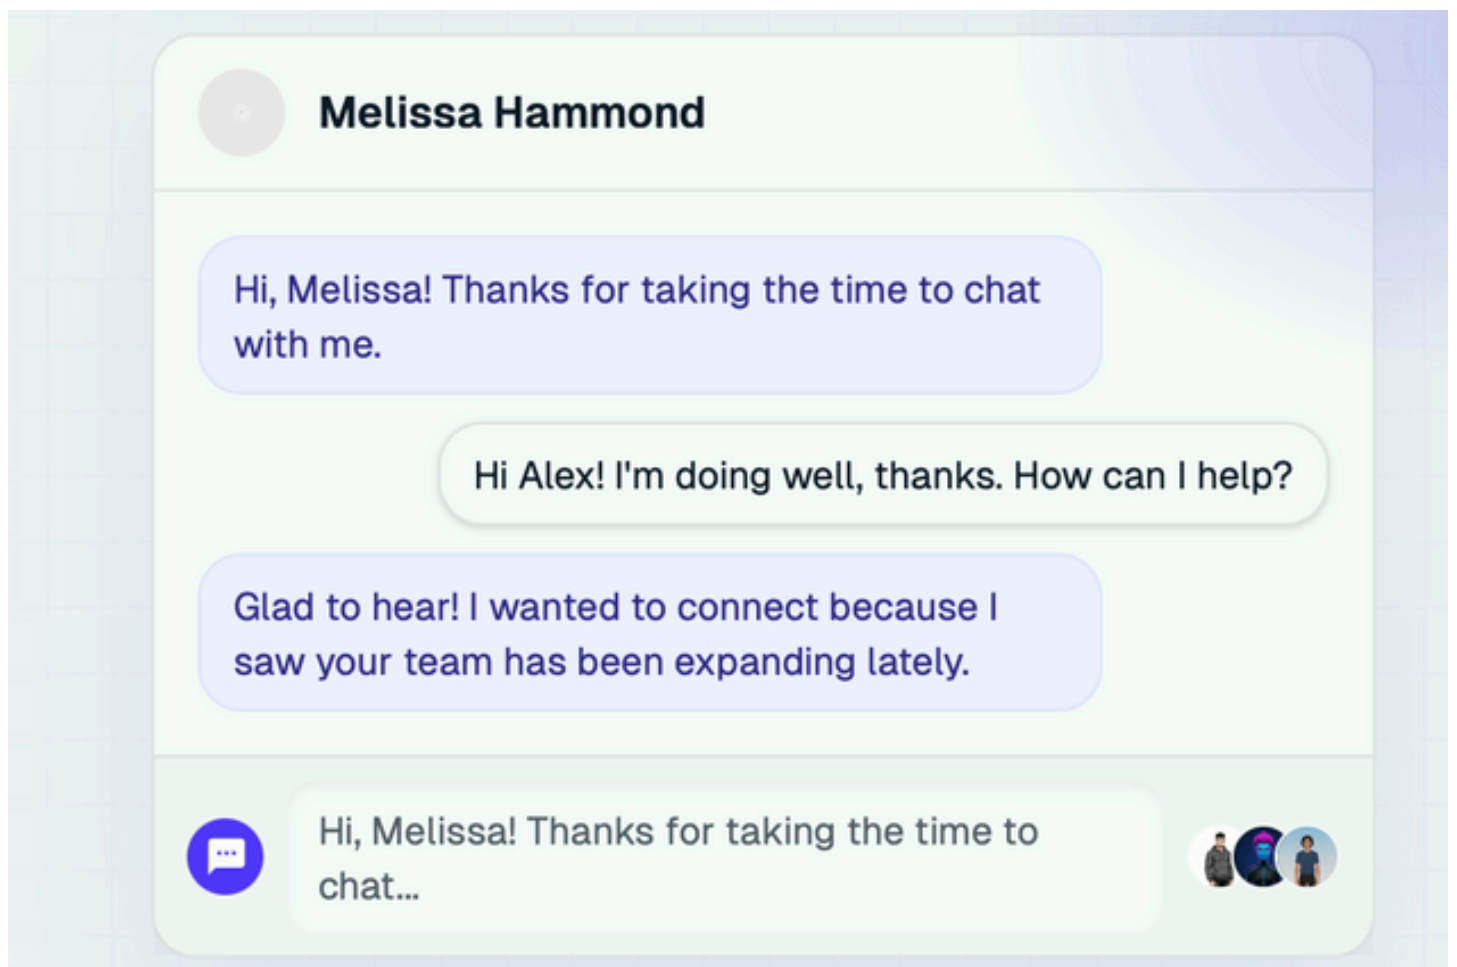 Melissa Hammond
Hi, Melissa! Thanks for taking the time to chat
with me.
Hi Alex! I'm doing well, thanks. How can I help?
Glad to hear! I wanted to connect because I
saw your team has been expanding lately.
Hi, Melissa! Thanks for taking the time to
chat...